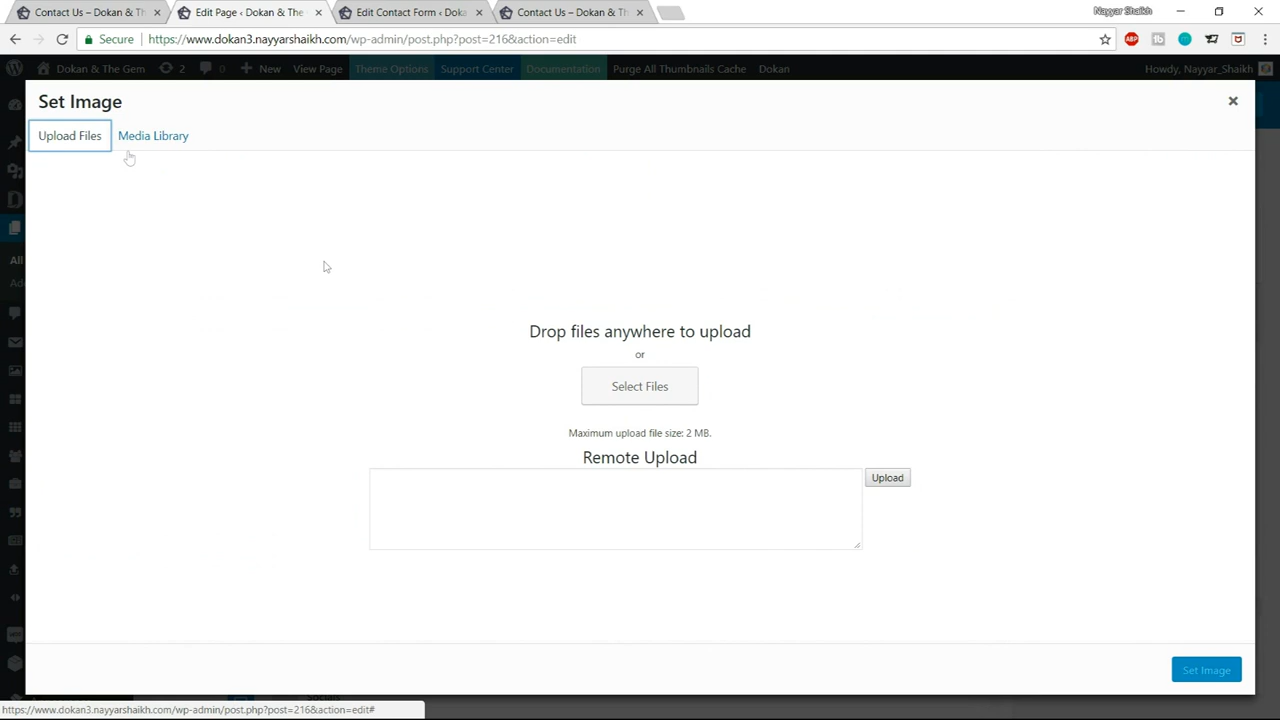 Contact Us – Dokan & Th
Edit Page ‹ Dokan & The
Edit Contact Form ‹ Doka
Contact Us – Dokan & Th
Nayyar Shaikh
Secure
https://www.dokan3.nayyarshaikh.com/wp-admin/post.php?post=216&action=edit
ABP
Dokan & The Gem
2
0
New
View Page
Theme Options
Support Center
Documentation
Purge All Thumbnails Cache
Dokan
Howdy, Nayyar_Shaikh
Set Image
Upload Files
Media Library
All
Drop files anywhere to upload
or
Select Files
Maximum upload file size: 2 MB.
Remote Upload
Upload
Set Image
https://www.dokan3.nayyarshaikh.com/wp-admin/post.php?post=216&action=edit#